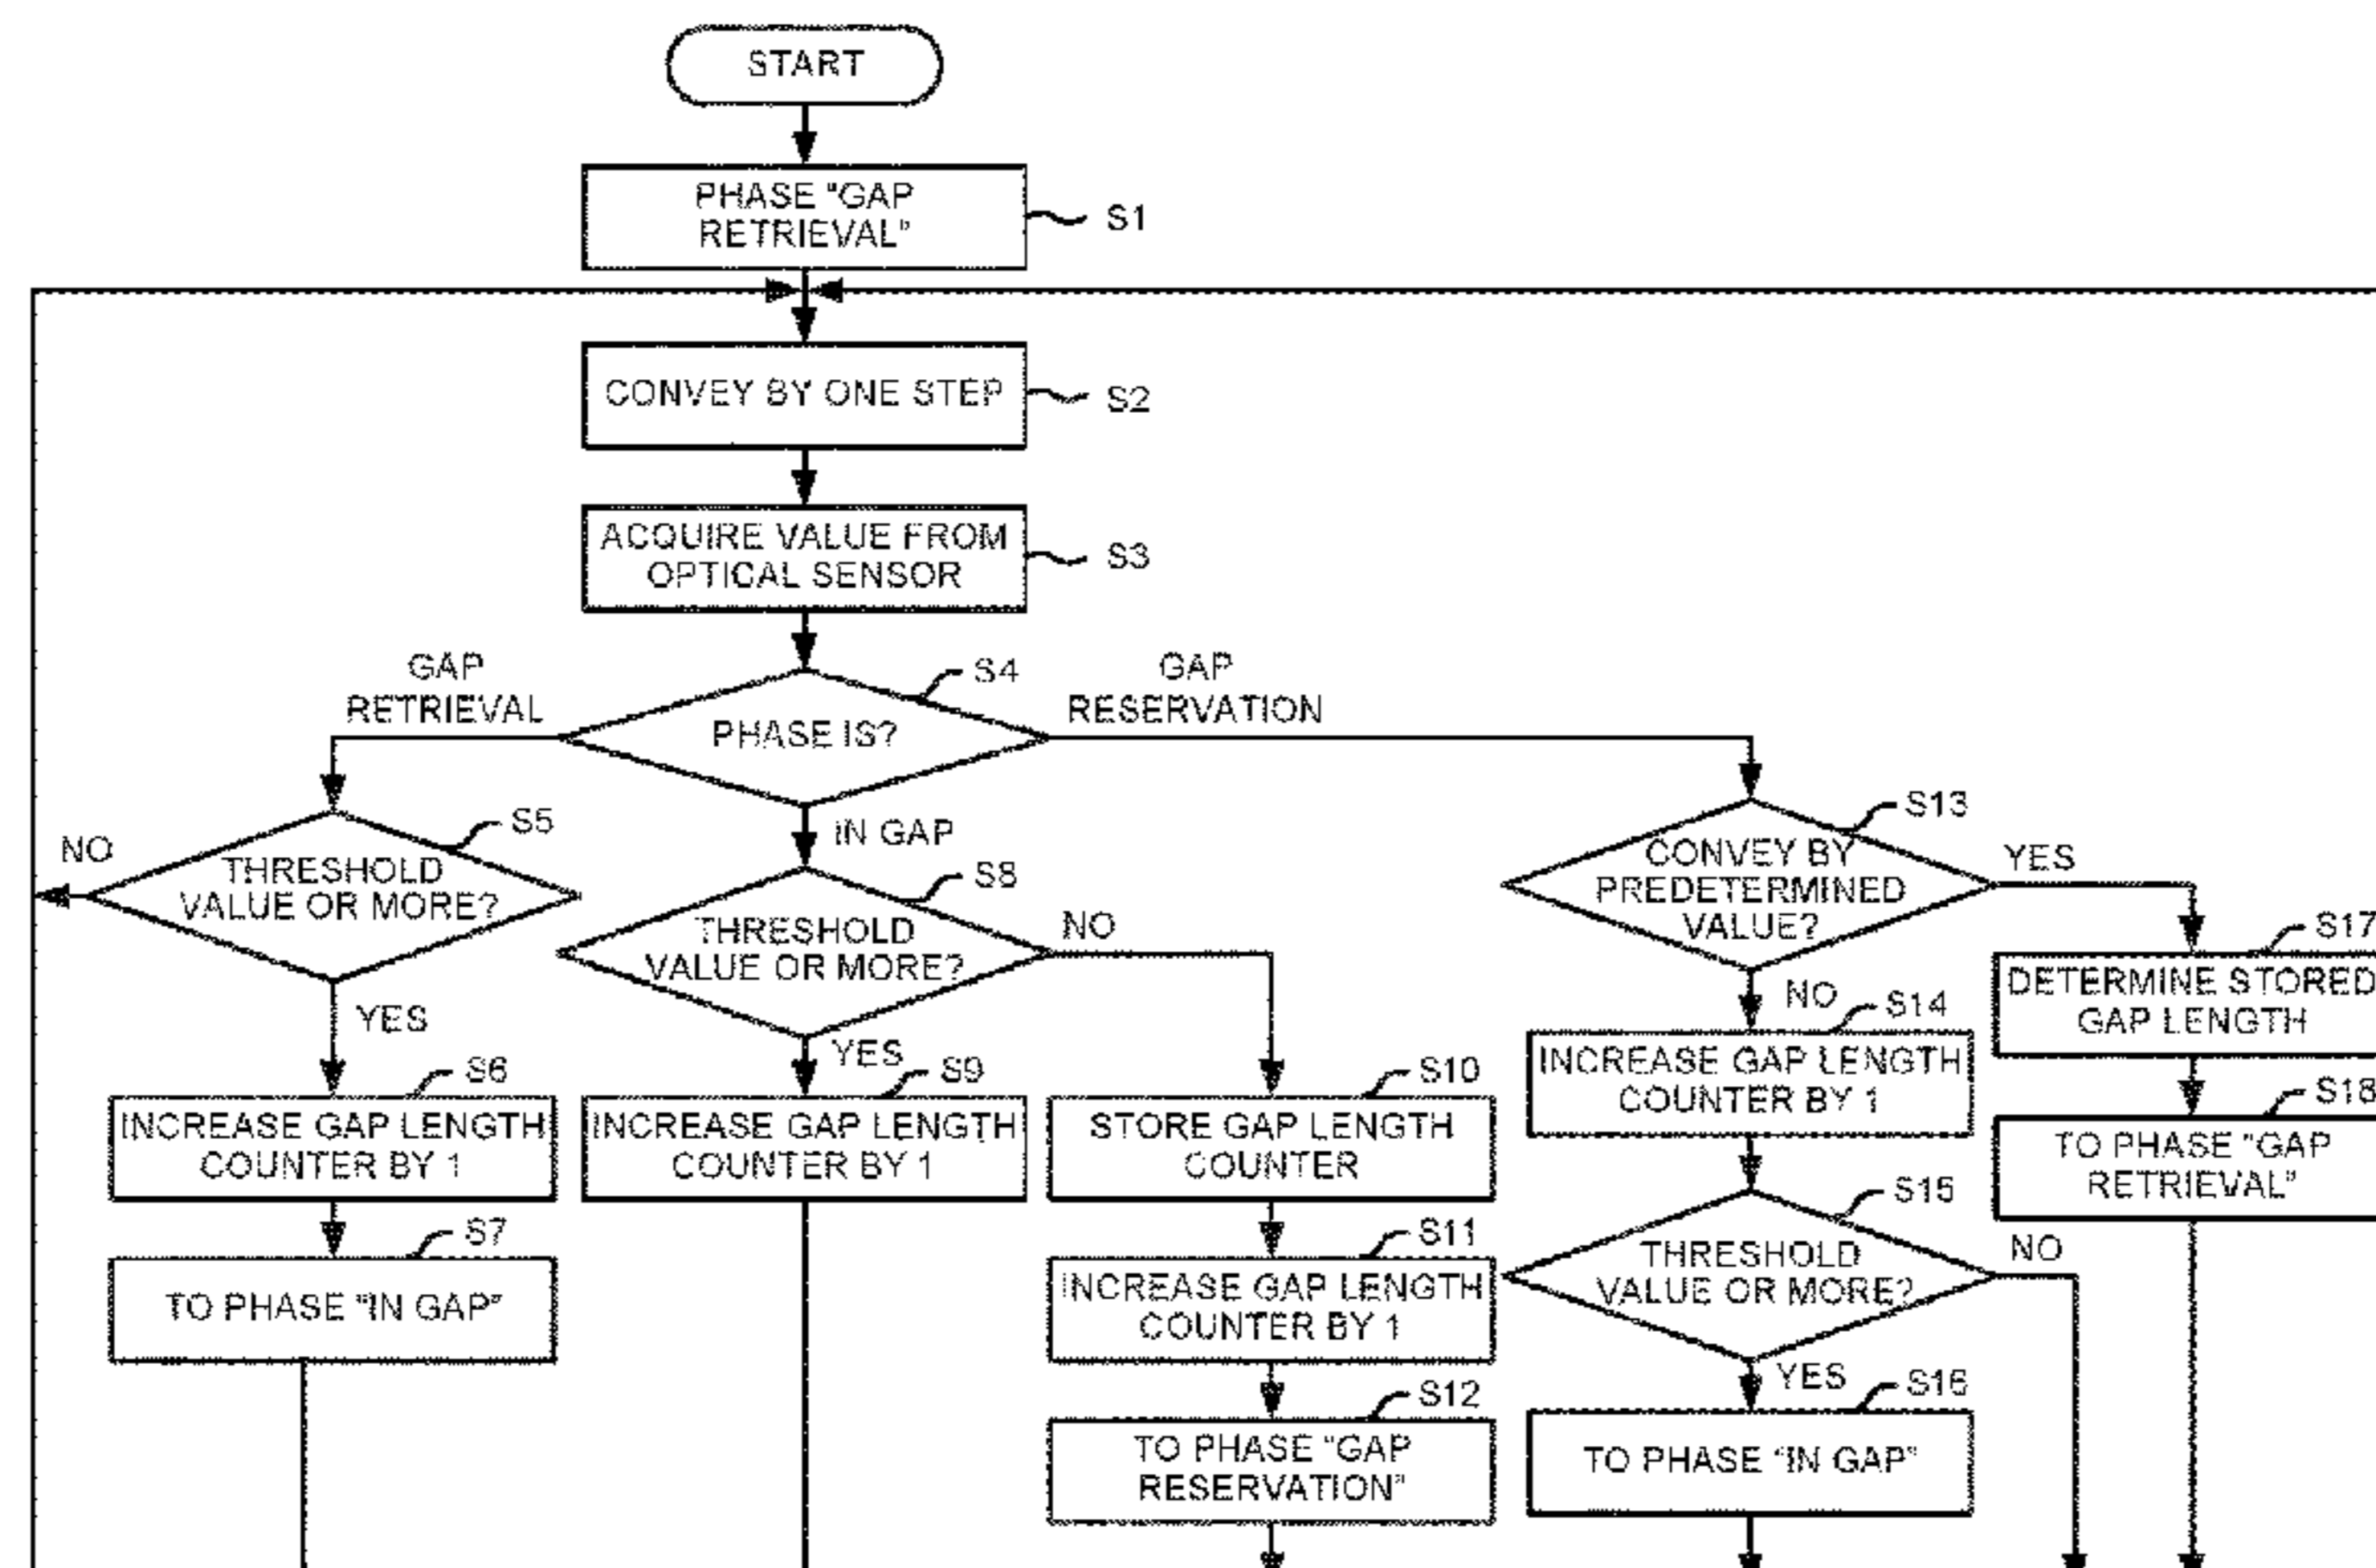 START
PHASE "GAP
RETRIEVAL"
S1
CONVEY BY ONE STEP
S2
ACQUIRE VALUE FROM
OPTICAL SENSOR
S3
GAP
RETRIEVAL
S4
PHASE IS?
GAP
RESERVATION
NO
S5
THRESHOLD
VALUE OR MORE?
YES
S6
INCREASE GAP LENGTH
COUNTER BY 1
S7
TO PHASE "IN GAP"
IN GAP
S8
THRESHOLD
VALUE OR MORE?
NO
YES
S9
INCREASE GAP LENGTH
COUNTER BY 1
S10
STORE GAP LENGTH
COUNTER
S11
INCREASE GAP LENGTH
COUNTER BY 1
S12
TO PHASE "GAP
RESERVATION"
S13
CONVEY BY
PREDETERMINED
VALUE?
YES
NO
S14
INCREASE GAP LENGTH
COUNTER BY 1
S15
THRESHOLD
VALUE OR MORE?
NO
YES
S16
TO PHASE "IN GAP"
S17
DETERMINE STORED
GAP LENGTH
S18
TO PHASE "GAP
RETRIEVAL"